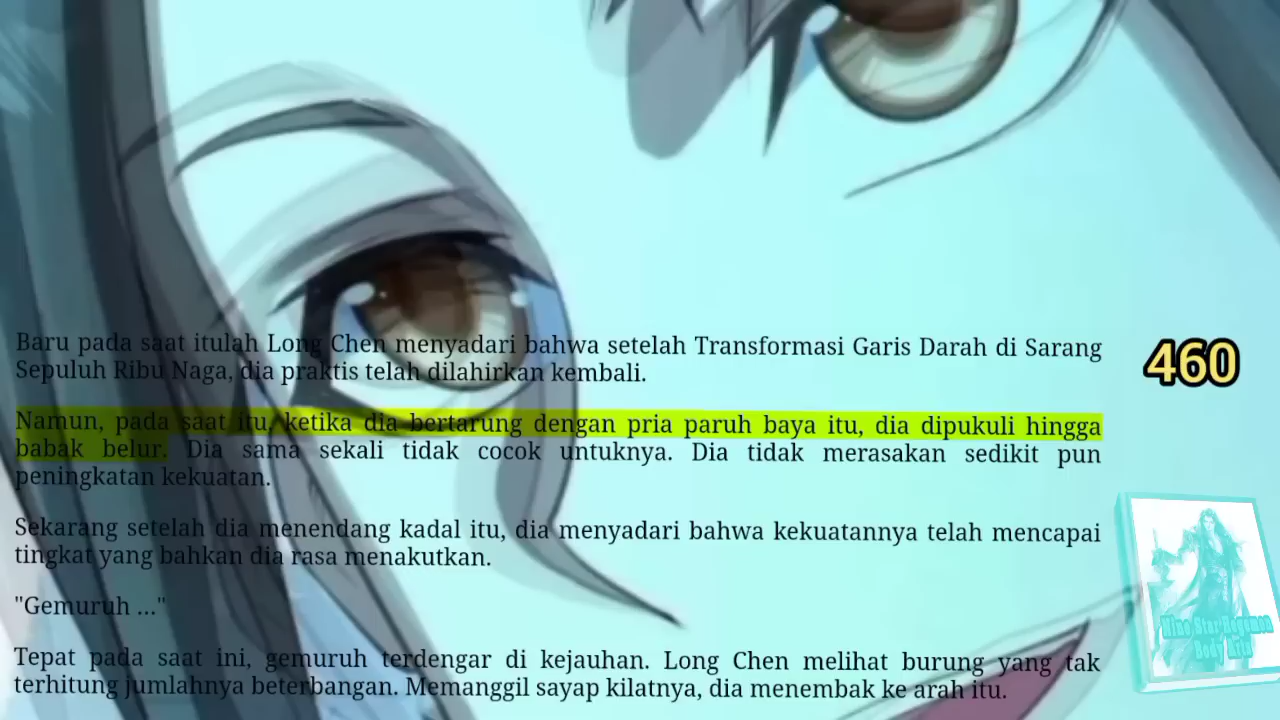 Baru pada saat itulah Long Chen menyadari bahwa setelah Transformasi Garis Darah di Sarang
Sepuluh Ribu Naga, dia praktis telah dilahirkan kembali.
Namun, pada saat itu, ketika dia bertarung dengan pria paruh baya itu, dia dipukuli hingga
babak belur. Dia sama sekali tidak cocok untuknya. Dia tidak merasakan sedikit pun
peningkatan kekuatan.
Sekarang setelah dia menendang kadal itu, dia menyadari bahwa kekuatannya telah mencapai
tingkat yang bahkan dia rasa menakutkan.
"Gemuruh ..."
Tepat pada saat ini, gemuruh terdengar di kejauhan. Long Chen melihat burung yang tak
terhitung jumlahnya beterbangan. Memanggil sayap kilatnya, dia menembak ke arah itu.
460
Nine Star Hegemon
Body Arts